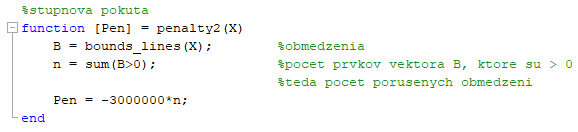 %stupnova pokuta
function [Pen] = penalty2(X)
B = bounds_lines(X); %obmedzenia
n = sum(B>0); %pocet prvkov vektora B, ktore su > 0
%teda pocet porusenych obmedzeni
Pen = -3000000*n;
end